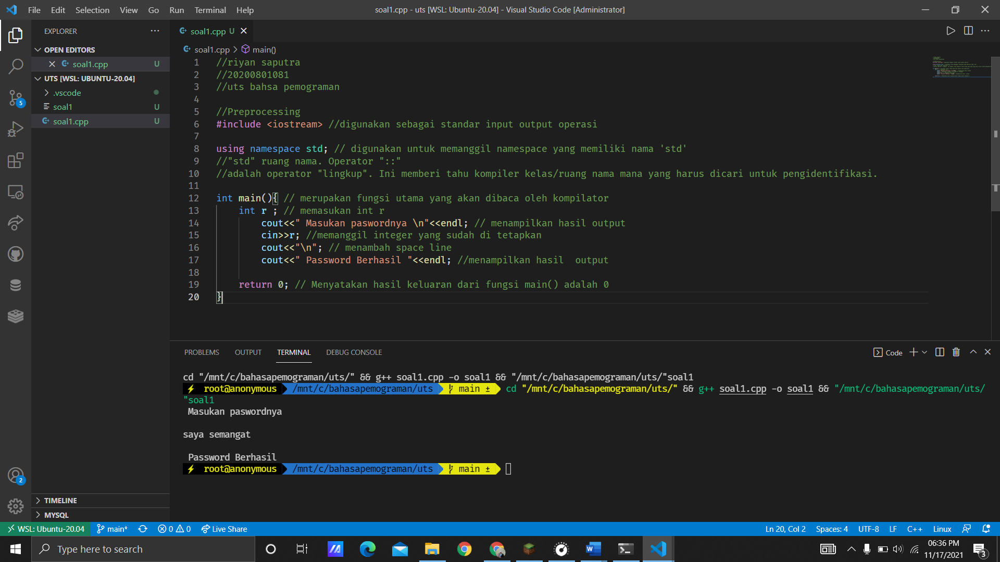 File Edit Selection View Go Run Terminal Help
soal1.cpp - uts [WSL: Ubuntu-20.04] - Visual Studio Code [Administrator]
EXPLORER
OPEN EDITORS
soal1.cpp U
UTS [WSL: UBUNTU-20.04]
.vscode
soal1 U
soal1.cpp U
5
2
TIMELINE
MYSQL
soal1.cpp U
soal1.cpp > main()
1 //riyan saputra
2 //20200801081
3 //uts bahsa pemograman
4
5 //Preprocessing
6 #include <iostream> //digunakan sebagai standar input output operasi
7
8 using namespace std; // digunakan untuk memanggil namespace yang memiliki nama 'std'
9 //"std" ruang nama. Operator "::"
10 //adalah operator "lingkup". Ini memberi tahu kompiler kelas/ruang nama mana yang harus dicari untuk pengidentifikasi.
11
12 int main(){ // merupakan fungsi utama yang akan dibaca oleh kompilator
13 int r ; // memasukan int r
14 cout<<" Masukan paswordnya \n"<<endl; // menampilkan hasil output
15 cin>>r; //memanggil integer yang sudah di tetapkan
16 cout<<"\n"; // menambah space line
17 cout<<" Password Berhasil "<<endl; //menampilkan hasil  output
18
19 return 0; // Menyatakan hasil keluaran dari fungsi main() adalah 0
20 }
PROBLEMS OUTPUT TERMINAL DEBUG CONSOLE
Code
cd "/mnt/c/bahasapemograman/uts/" && g++ soal1.cpp -o soal1 && "/mnt/c/bahasapemograman/uts/"soal1
⚡ root@anonymous /mnt/c/bahasapemograman/uts main ± cd "/mnt/c/bahasapemograman/uts/" && g++ soal1.cpp -o soal1 && "/mnt/c/bahasapemograman/uts/
"soal1
Masukan paswordnya
saya semangat
Password Berhasil
⚡ root@anonymous /mnt/c/bahasapemograman/uts main ±
WSL: Ubuntu-20.04 main* 0 0 Live Share
Ln 20, Col 2 Spaces: 4 UTF-8 LF C++ Linux
Type here to search
06:36 PM
11/17/2021
3